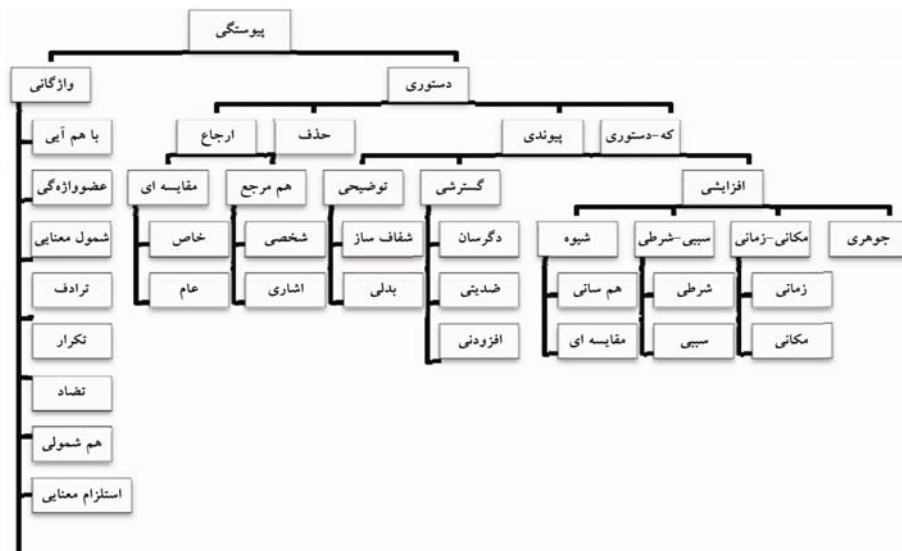 پیوستگی
دستوری
واژگانی
که-دستوری
پیوندی
حذف
ارجاع
با هم آیی
افزایشی
گسترشی
توضیحی
هم مرجع
مقایسه ای
عضوواژه‌گی
جوهری
مکانی-زمانی
سببی-شرطی
شیوه
دگرسان
شفاف ساز
شخصی
خاص
شمول معنایی
زمانی
شرطی
هم سانی
ضدیتی
بدلی
اشاری
عام
ترادف
مکانی
سببی
مقایسه ای
افزودنی
تکرار
تضاد
هم شمولی
استلزام معنایی